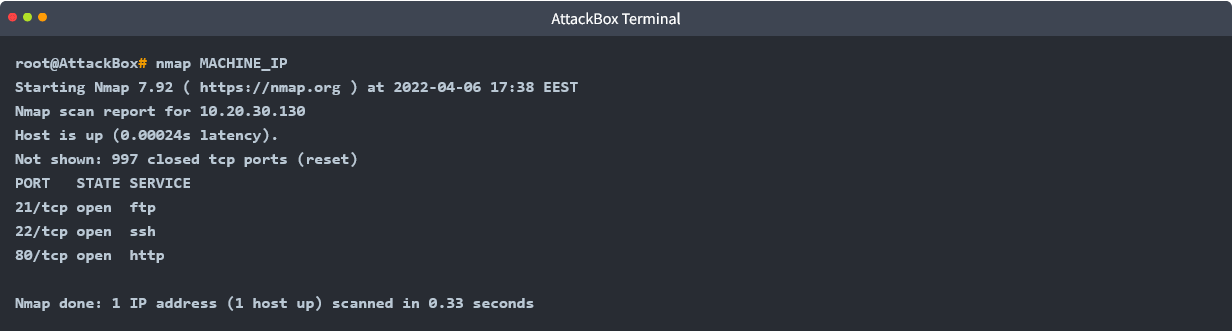 AttackBox Terminal
root@AttackBox# nmap MACHINE_IP
Starting Nmap 7.92 ( https://nmap.org ) at 2022-04-06 17:38 EEST
Nmap scan report for 10.20.30.130
Host is up (0.00024s latency).
Not shown: 997 closed tcp ports (reset)
PORT   STATE SERVICE
21/tcp open  ftp
22/tcp open  ssh
80/tcp open  http
Nmap done: 1 IP address (1 host up) scanned in 0.33 seconds